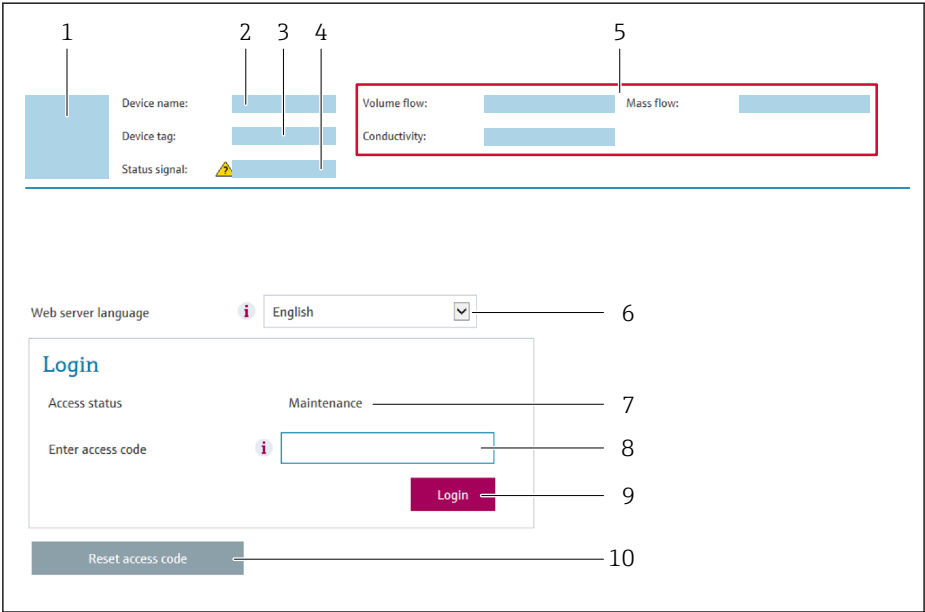 1 2 3 4 5
Device name: Volume flow: Mass flow:
Device tag: Conductivity:
Status signal: ?
Web server language i English 6
Login
Access status Maintenance 7
Enter access code i 8
Login 9
Reset access code 10